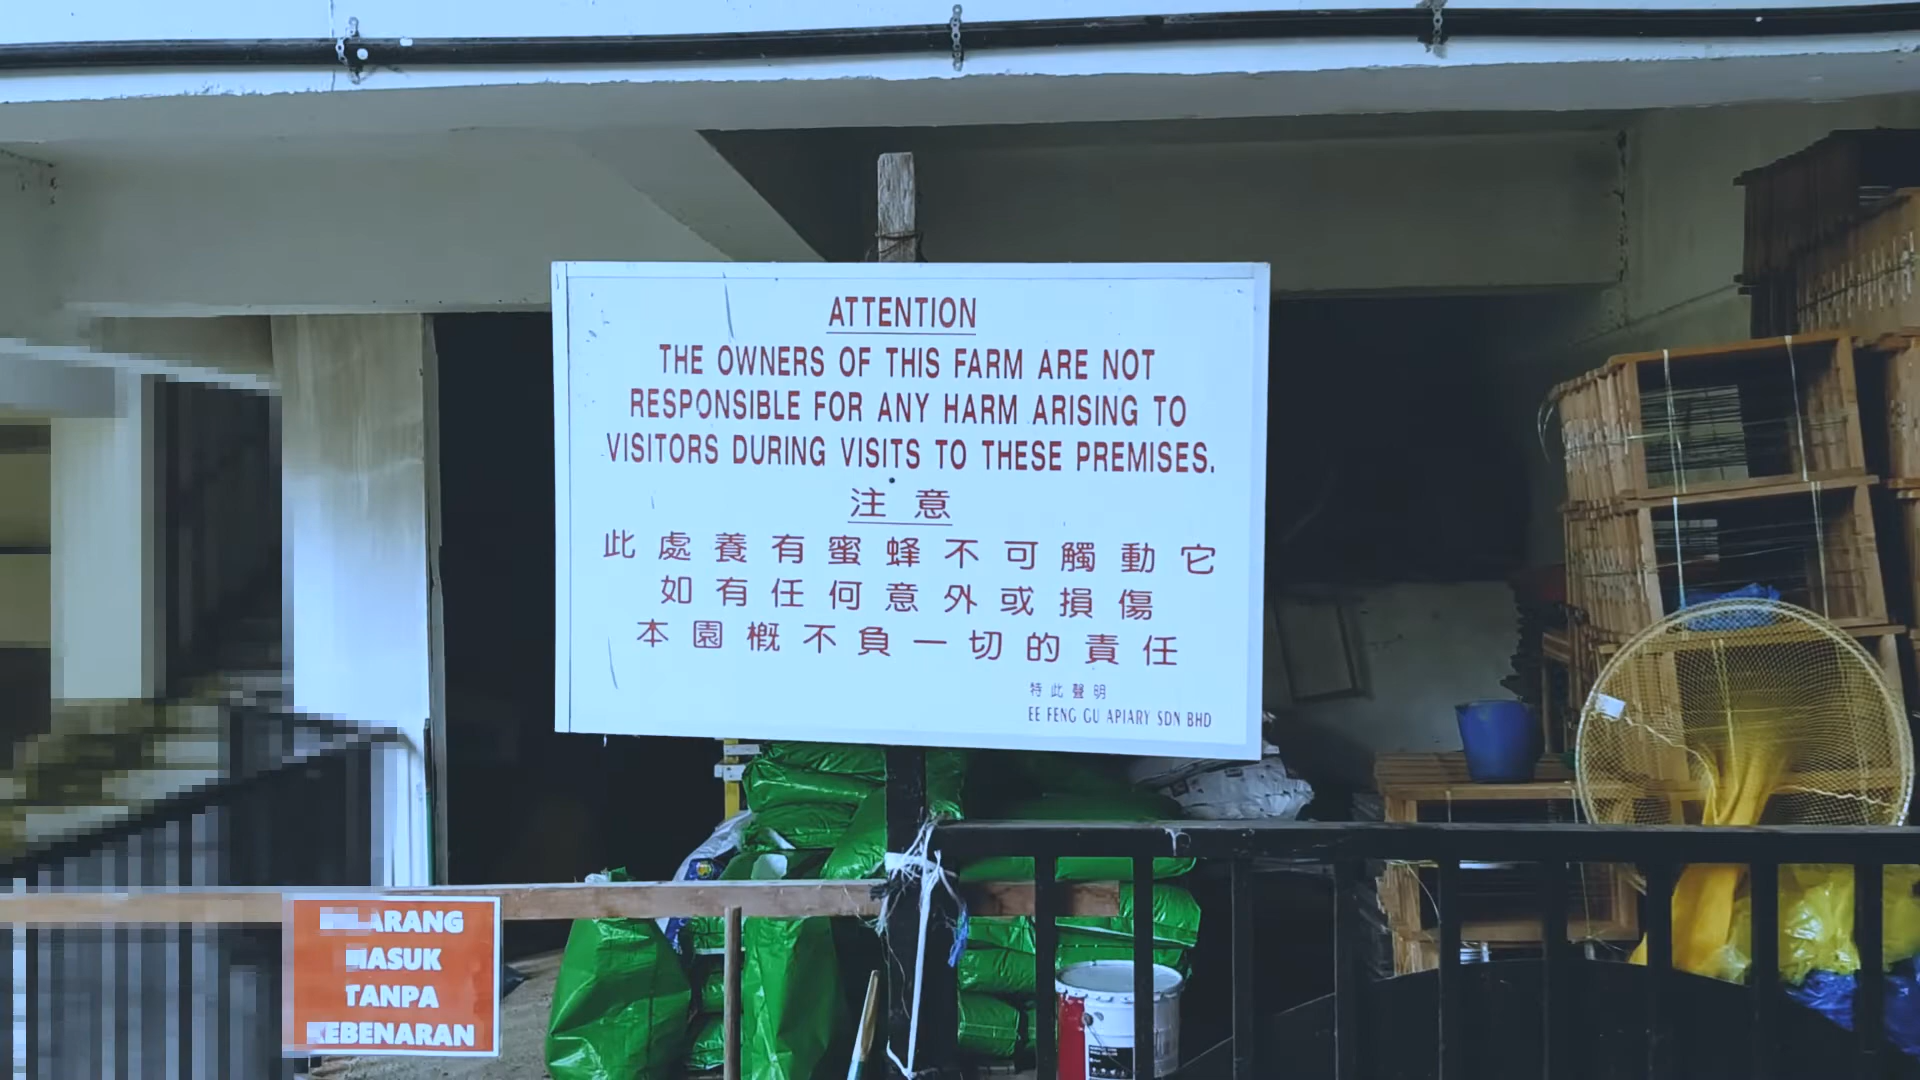 ATTENTION
THE OWNERS OF THIS FARM ARE NOT
RESPONSIBLE FOR ANY HARM ARISING TO
VISITORS DURING VISITS TO THESE PREMISES.
注意
此處養有蜜蜂不可觸動它
如有任何意外或損傷
本園概不負一切的責任
特此聲明
EE FENG GU APIARY SDN BHD
TANPA